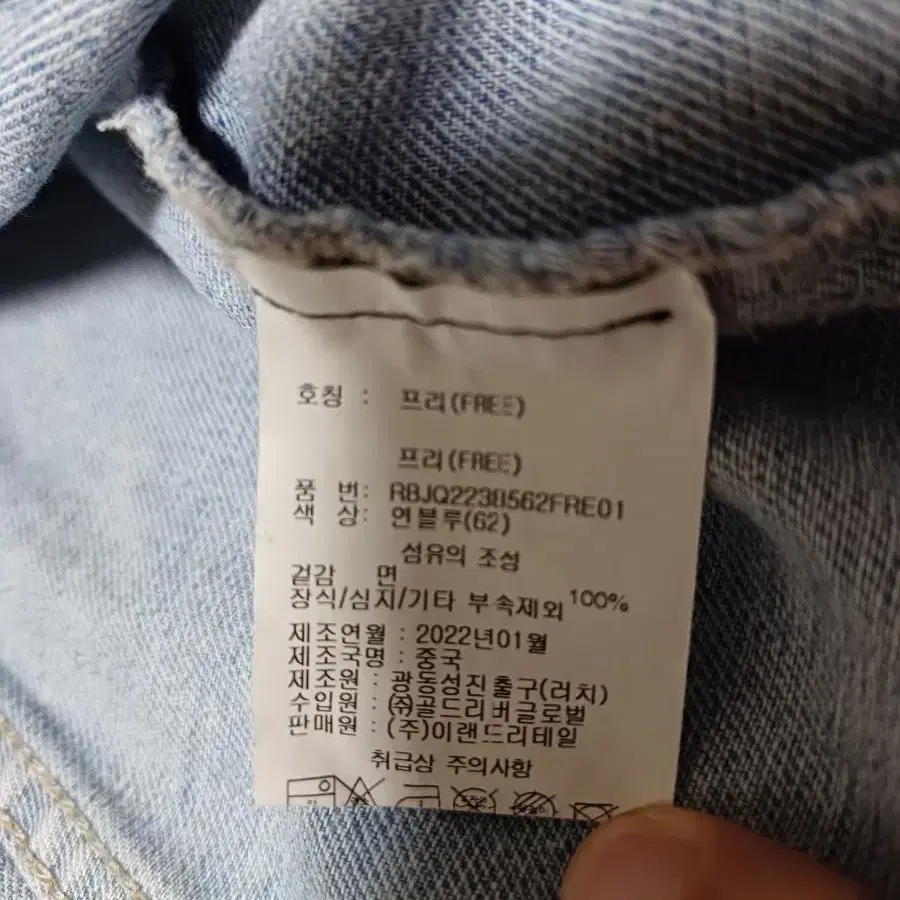 호칭 : 프리(FREE)
프리(FREE)
품 번: RBJQ2238562FRE01
색 상: 연블루(62)
섬유의 조성
겉감 면 100%
장식/심지/기타 부속제외
제조연월 : 2022년01월
제조국명 : 중국
제조원 : 광동성진출구(러치)
수입원 : ㈜골드리버글로벌
판매원 : (주)이랜드리테일
취급상 주의사항